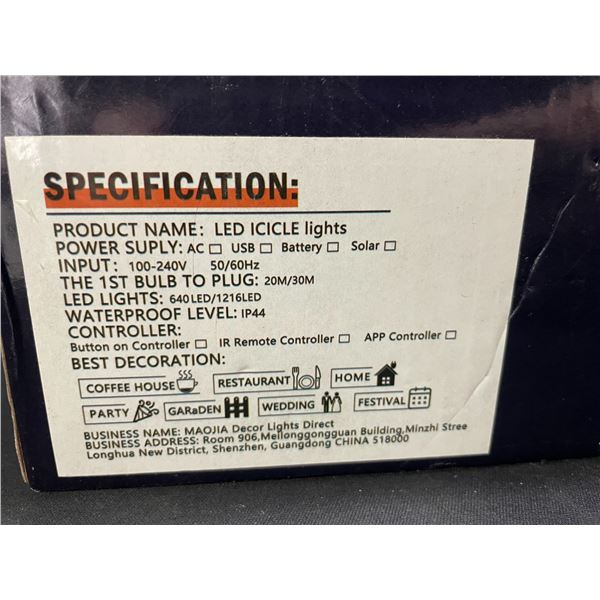 SPECIFICATION:
PRODUCT NAME: LED ICICLE lights
POWER SUPLY: AC □ USB □ Battery □ Solar □
INPUT: 100-240V 50/60Hz
THE 1ST BULB TO PLUG: 20M/30M
LED LIGHTS: 640LED/1216LED
WATERPROOF LEVEL: IP44
CONTROLLER:
Button on Controller □ IR Remote Controller □ APP Controller □
BEST DECORATION:
COFFEE HOUSE RESTAURANT HOME
PARTY GARaDEN WEDDING FESTIVAL
BUSINESS NAME: MAOJIA Decor Lights Direct
BUSINESS ADDRESS: Room 906,Meilonggongguan Building,Minzhi Stree
Longhua New District, Shenzhen, Guangdong CHINA 518000